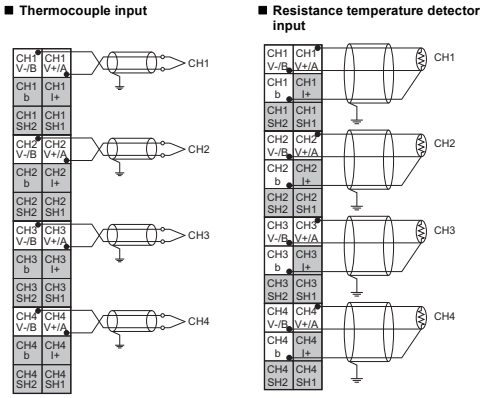 ■ Thermocouple input
CH1 CH1
V-/B V+/A
CH1 CH1
b I+
CH1 CH1
SH2 SH1
CH2 CH2
V-/B V+/A
CH2 CH2
b I+
CH2 CH2
SH2 SH1
CH3 CH3
V-/B V+/A
CH3 CH3
b I+
CH3 CH3
SH2 SH1
CH4 CH4
V-/B V+/A
CH4 CH4
b I+
CH4 CH4
SH2 SH1
CH1
CH2
CH3
CH4
■ Resistance temperature detector
input
CH1 CH1
V-/B V+/A
CH1 CH1
b I+
CH1 CH1
SH2 SH1
CH2 CH2
V-/B V+/A
CH2 CH2
b I+
CH2 CH2
SH2 SH1
CH3 CH3
V-/B V+/A
CH3 CH3
b I+
CH3 CH3
SH2 SH1
CH4 CH4
V-/B V+/A
CH4 CH4
b I+
CH4 CH4
SH2 SH1
CH1
CH2
CH3
CH4